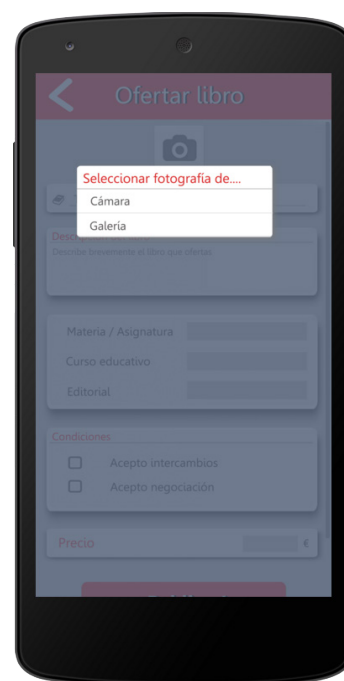 Ofertar libro
Seleccionar fotografía de....
Cámara
Galería
Describe brevemente el libro que ofertas
Materia / Asignatura
Curso educativo
Editorial
Condiciones
Acepto intercambios
Acepto negociación
Precio
€